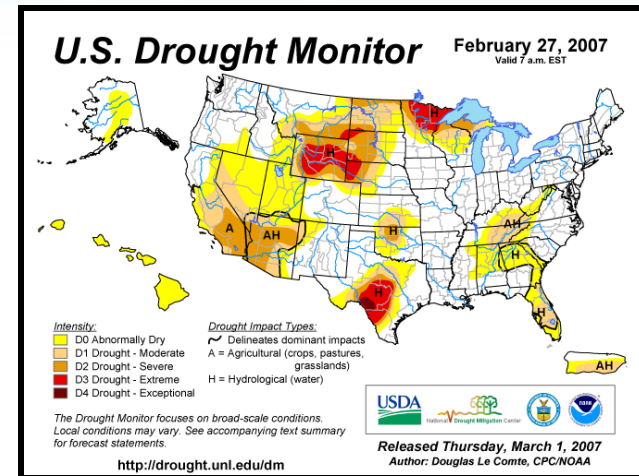 U.S. Drought Monitor
February 27, 2007
Valid 7 a.m. EST
H
H
A
AH
H
AH
H
H
H
AH
Intensity:
D0 Abnormally Dry
D1 Drought - Moderate
D2 Drought - Severe
D3 Drought - Extreme
D4 Drought - Exceptional
Drought Impact Types:
Delineates dominant impacts
A = Agricultural (crops, pastures,
grasslands)
H = Hydrological (water)
The Drought Monitor focuses on broad-scale conditions.
Local conditions may vary. See accompanying text summary
for forecast statements.
http://drought.unl.edu/dm
USDA
National Drought Mitigation Center
Released Thursday, March 1, 2007
Author: Douglas Le Comte, CPC/NOAA